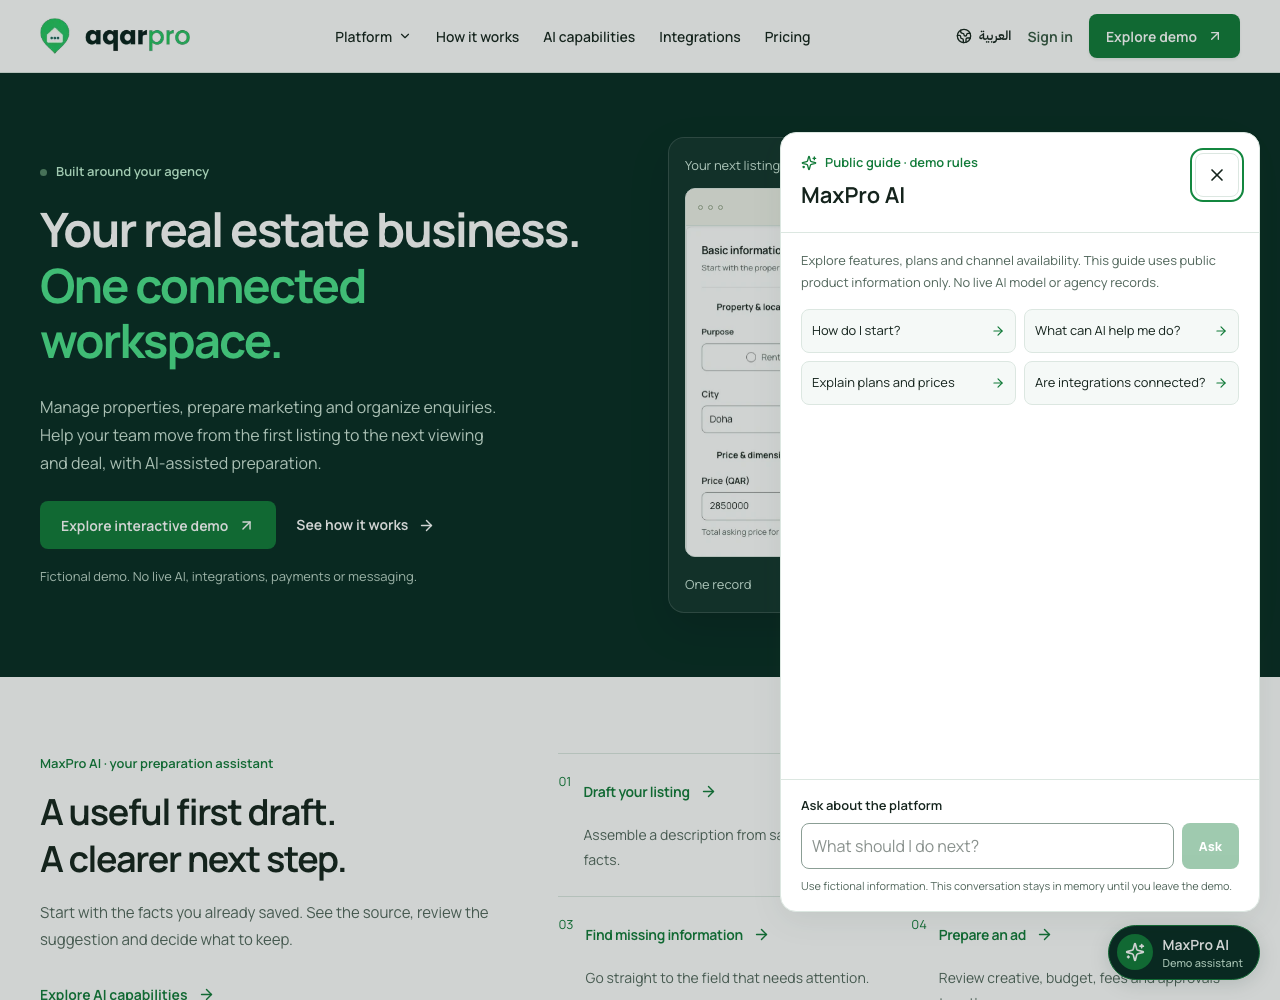 aqarpro
Platform
How it works
AI capabilities
Integrations
Pricing
العربية
Sign in
Explore demo
Built around your agency
Your real estate business.
One connected
workspace.
Manage properties, prepare marketing and organize enquiries.
Help your team move from the first listing to the next viewing
and deal, with AI-assisted preparation.
Explore interactive demo
See how it works
Fictional demo. No live AI, integrations, payments or messaging.
Your next listing
Basic information
Start with the proper
Property & loca
Purpose
Rent
City
Doha
Price & dimensi
Price (QAR)
2850000
Total asking price for
One record
Public guide · demo rules
MaxPro AI
Explore features, plans and channel availability. This guide uses public
product information only. No live AI model or agency records.
How do I start?
What can AI help me do?
Explain plans and prices
Are integrations connected?
Ask about the platform
What should I do next?
Ask
Use fictional information. This conversation stays in memory until you leave the demo.
MaxPro AI · your preparation assistant
A useful first draft.
A clearer next step.
Start with the facts you already saved. See the source, review the
suggestion and decide what to keep.
Explore AI capabilities
01
Draft your listing
Assemble a description from sa
facts.
03
Find missing information
Go straight to the field that needs attention.
04
Prepare an ad
Review creative, budget, fees and approvals
MaxPro AI
Demo assistant